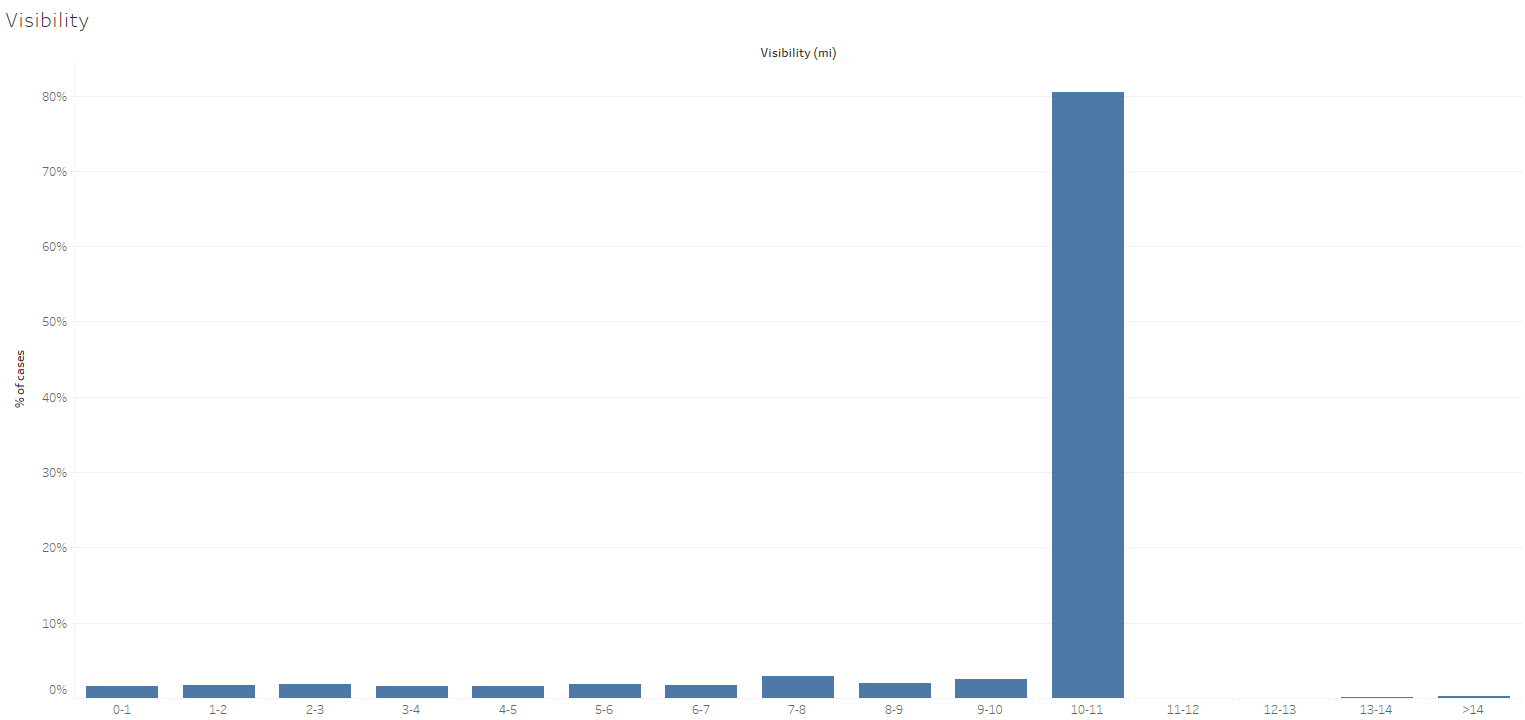 Visibility
Visibility (mi)
80%
70%
60%
50%
40%
30%
20%
10%
0%
% of cases
0-1 1-2 2-3 3-4 4-5 5-6 6-7 7-8 8-9 9-10 10-11 11-12 12-13 13-14 >14